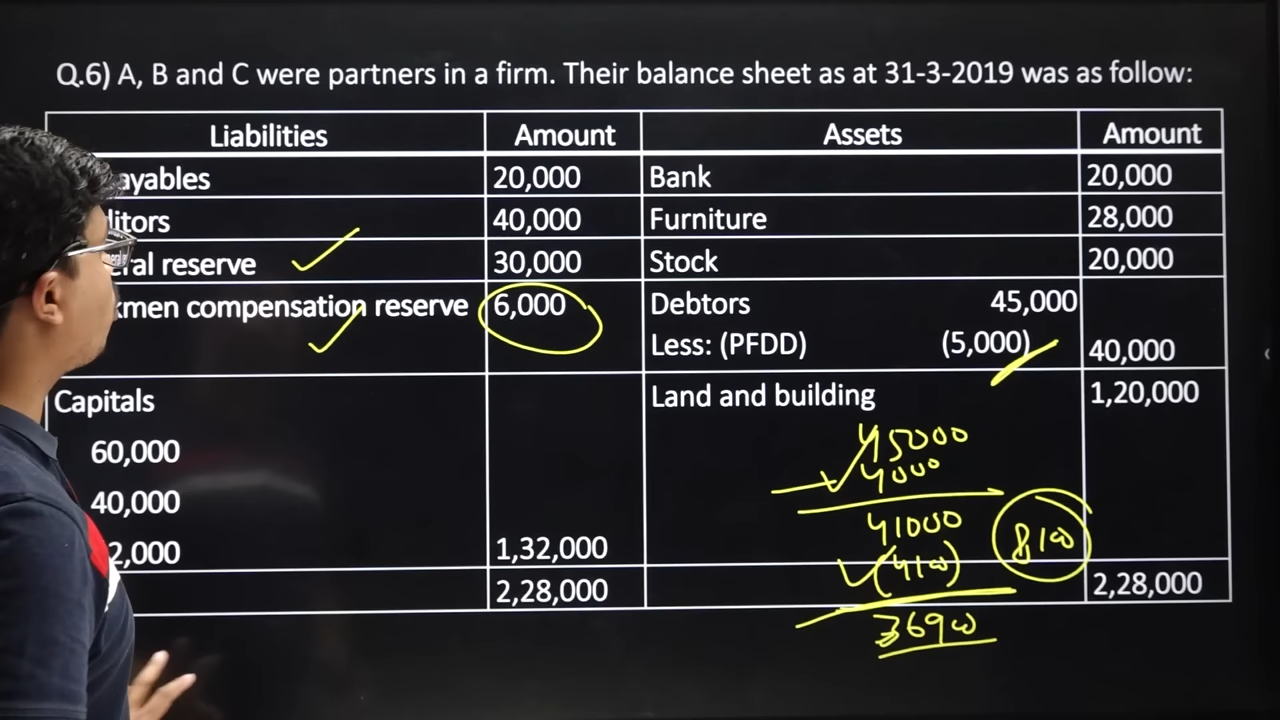 Q.6) A, B and C were partners in a firm. Their balance sheet as at 31-3-2019 was as follow:
Liabilities Amount Assets Amount
ayables 20,000 Bank 20,000
litors 40,000 Furniture 28,000
eral reserve 30,000 Stock 20,000
kmen compensation reserve 6,000 Debtors 45,000
Less: (PFDD) (5,000) 40,000
Capitals Land and building 1,20,000
60,000
40,000
2,000 1,32,000
2,28,000 2,28,000
45000
4000
41000
(4100)
8100
36900